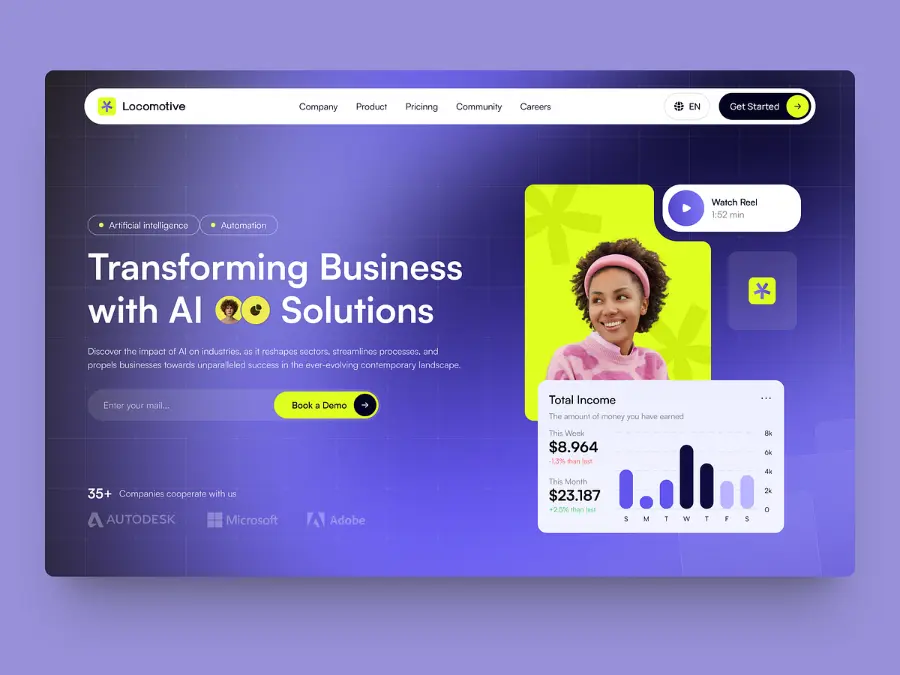 Locomotive
Company
Product
Pricinng
Community
Careers
EN
Get Started
Artificial intelligence
Automation
Transforming Business
with AI Solutions
Discover the impact of AI on industries, as it reshapes sectors, streamlines processes, and
propels businesses towards unparalleled success in the ever-evolving contemporary landscape.
Enter your mail...
Book a Demo
35+ Companies cooperate with us
AUTODESK
Microsoft
Adobe
Watch Reel
1:52 min
Total Income
The amount of money you have earned
This Week
$8.964
-1,3% than last
This Month
$23.187
+2,5% than last
8k
6k
4k
2k
0
S M T W T F S